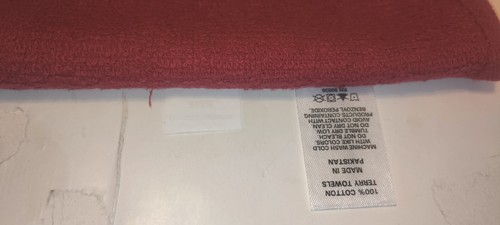 100% COTTON
TERRY TOWELS
MADE IN
PAKISTAN
MACHINE WASH COLD
WITH LIKE COLORS.
DO NOT BLEACH.
TUMBLE DRY LOW.
DO NOT DRY CLEAN.
AVOID CONTACT WITH
PRODUCTS CONTAINING
BENZOYL PEROXIDE.